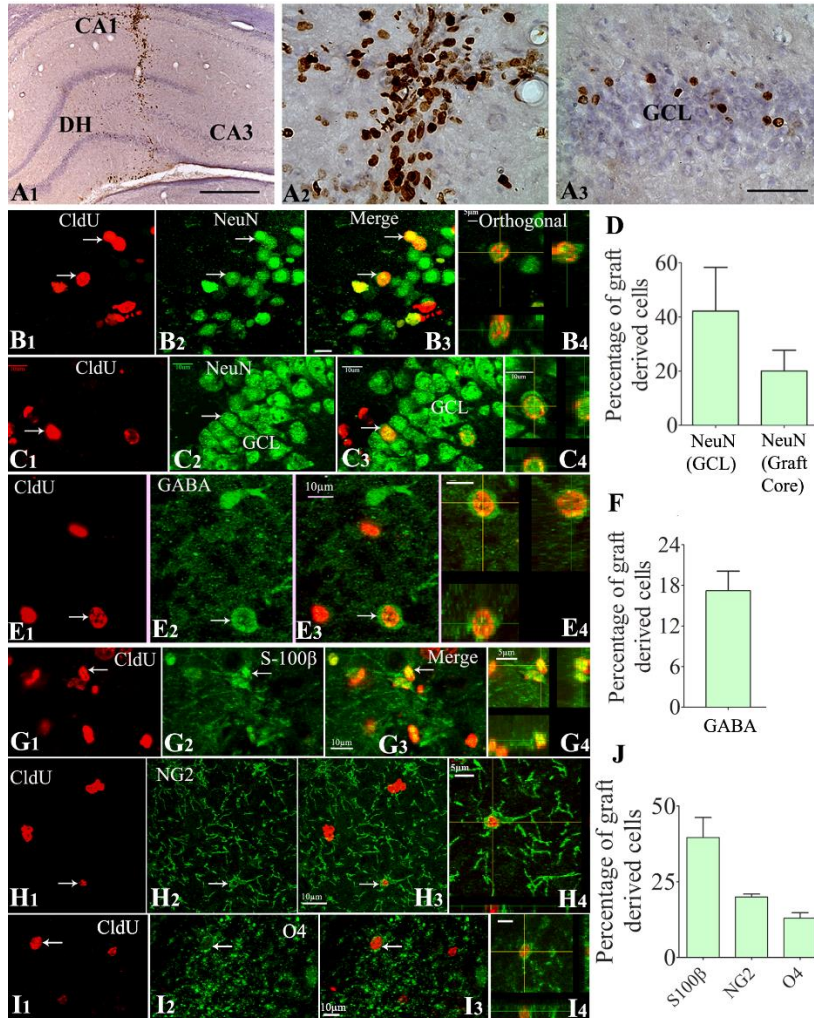 CA1
DH
CA3
A1
A2
GCL
A3
CldU
NeuN
Merge
5µm
Orthogonal
B1
B2
B3
B4
D
Percentage of graft
derived cells
60
40
20
0
NeuN
(GCL)
NeuN
(Graft
Core)
CldU
10µm
NeuN
10µm
GCL
10µm
GCL
C1
C2
C3
C4
CldU
GABA
10µm
E1
E2
E3
E4
F
Percentage of graft
derived cells
24
18
12
6
0
GABA
CldU
S-100β
Merge
5µm
10µm
G1
G2
G3
G4
CldU
NG2
5µm
10µm
H1
H2
H3
H4
J
Percentage of graft
derived cells
50
25
0
S100β
NG2
O4
CldU
O4
10µm
I1
I2
I3
I4